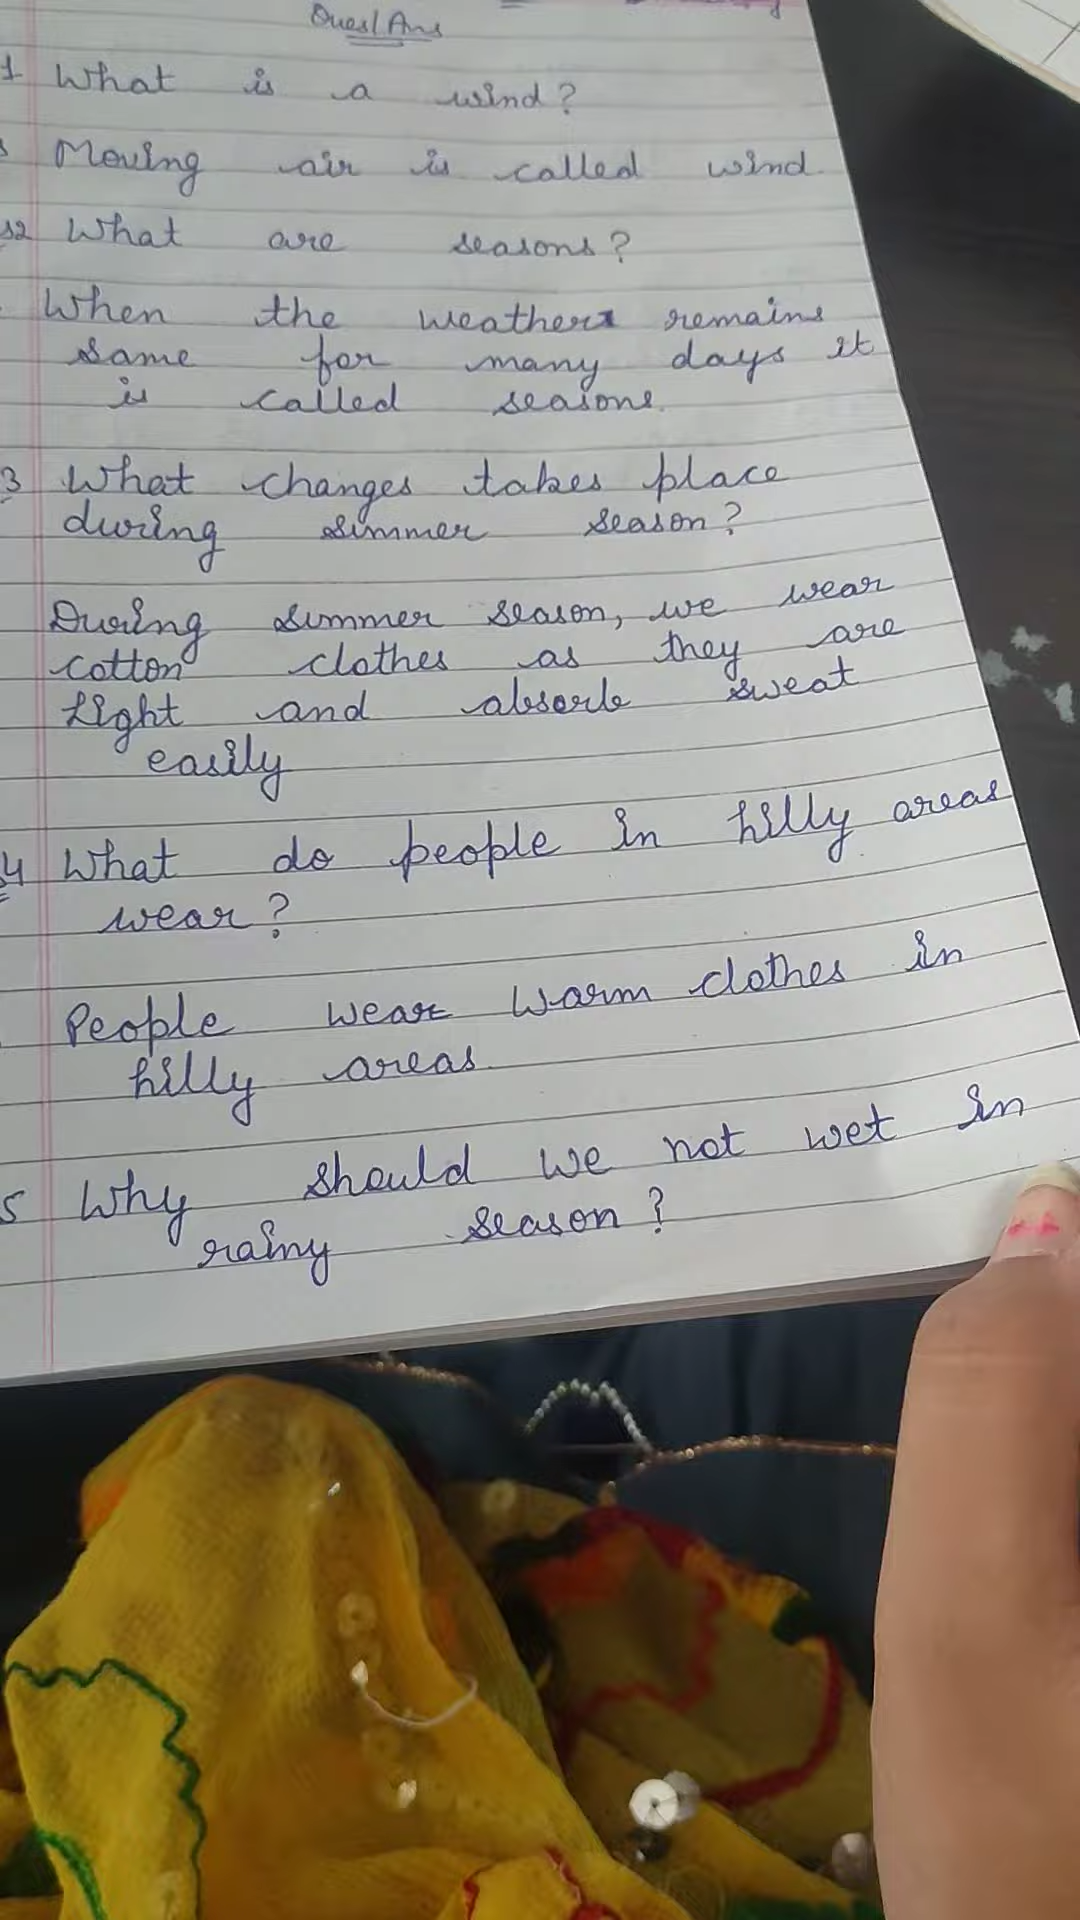 Ques/Ans
1 What is a wind?
Moving air is called wind.
s2 What are seasons?
When the weather remains
same for many days it
is called seasons.
3 What changes takes place
during summer season?
During summer season, we wear
cotton clothes as they are
light and absorb sweat
easily
4 What do people in hilly areas
wear?
People wear warm clothes in
hilly areas.
5 Why should we not wet in
rainy season?